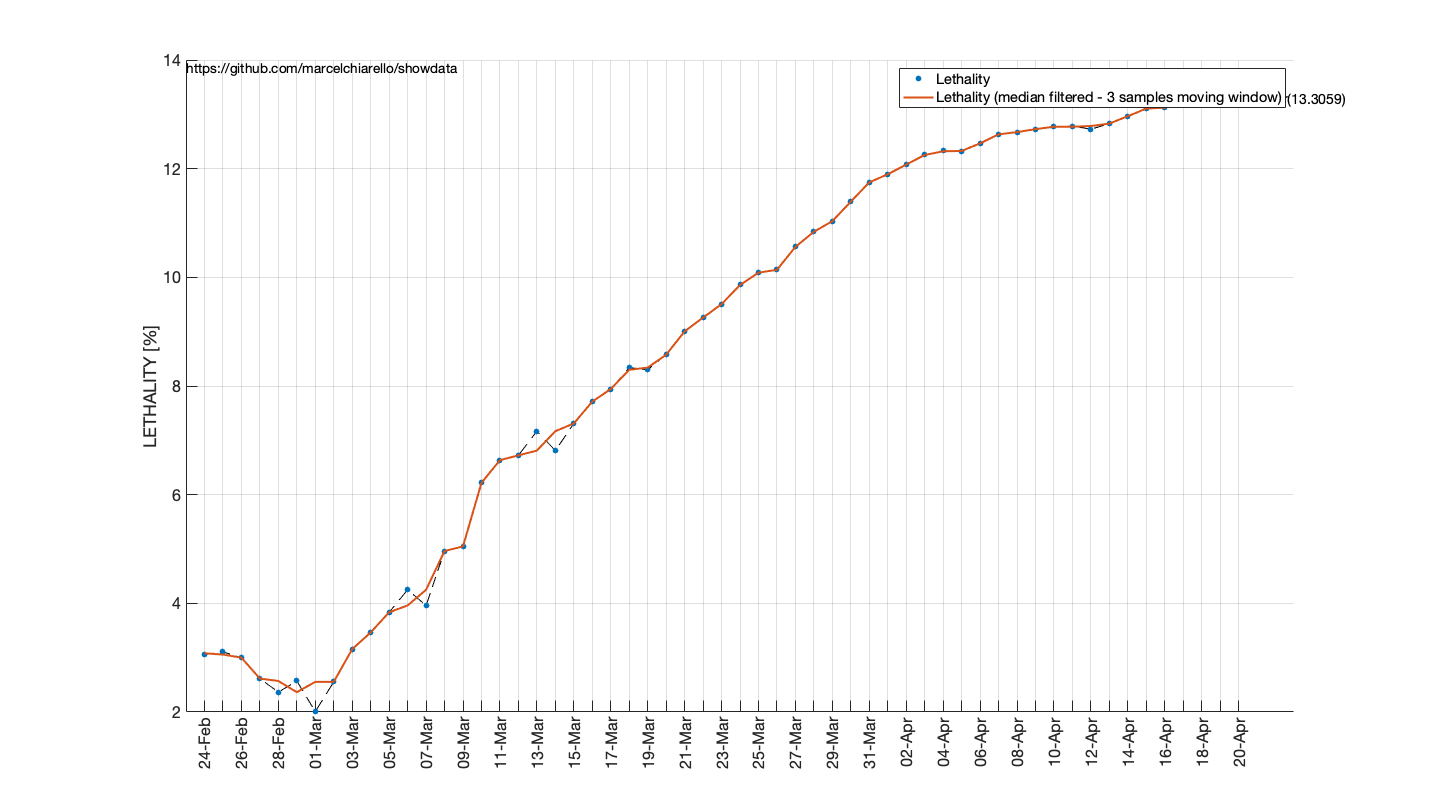 14
https://github.com/marcelchiarello/showdata
Lethality
Lethality (median filtered - 3 samples moving window)
(13.3059)
12
10
8
6
4
2
LETHALITY [%]
24-Feb
26-Feb
28-Feb
01-Mar
03-Mar
05-Mar
07-Mar
09-Mar
11-Mar
13-Mar
15-Mar
17-Mar
19-Mar
21-Mar
23-Mar
25-Mar
27-Mar
29-Mar
31-Mar
02-Apr
04-Apr
06-Apr
08-Apr
10-Apr
12-Apr
14-Apr
16-Apr
18-Apr
20-Apr